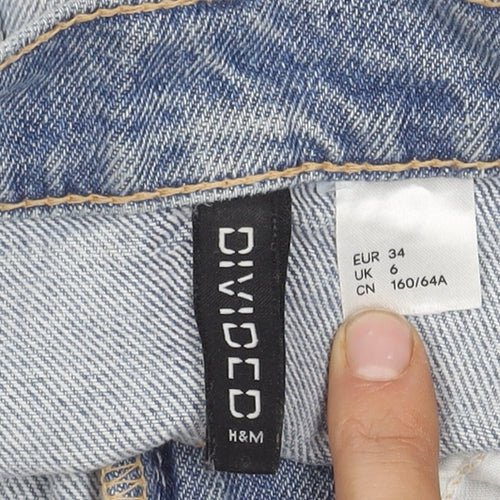 DIVIDED
H&M
EUR 34
UK 6
CN 160/64A